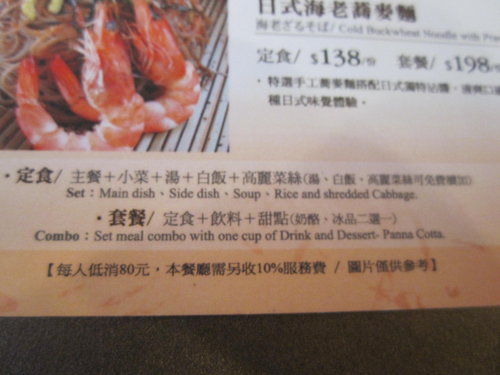 日式海老蕎麥麵
海老ざるそば/ Cold Buckwheat Noodle with
定食/ $138/份 套餐/ $198/份
・特選手工蕎麥麵搭配日式獨特沾醬，清爽口
種日式味覺體驗。
・定食/ 主餐＋小菜＋湯＋白飯＋高麗菜絲(湯、白飯、高麗菜絲可免費續加)
Set : Main dish、Side dish、Soup、Rice and shredded Cabbage.
・套餐/ 定食＋飲料＋甜點(奶酪、冰品二選一)
Combo : Set meal combo with one cup of Drink and Dessert- Panna Cotta.
【每人低消80元，本餐廳需另收10%服務費 / 圖片僅供參考】